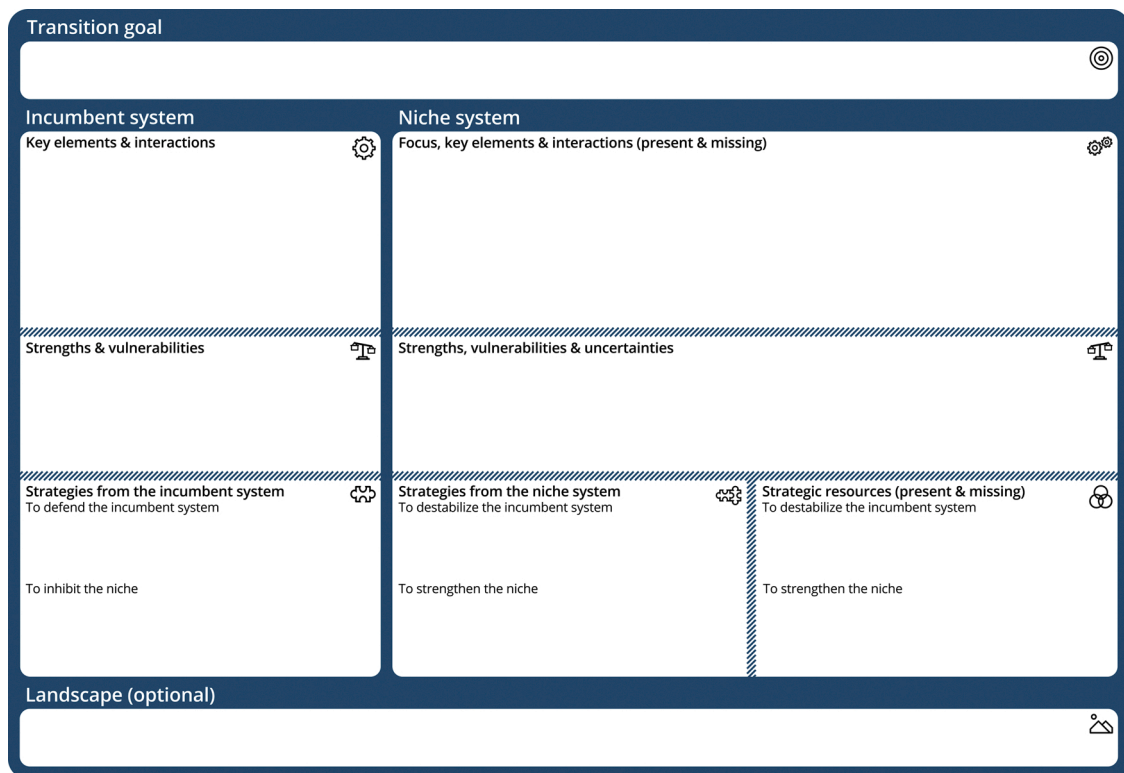 Transition goal
Incumbent system
Key elements & interactions
Strengths & vulnerabilities
Strategies from the incumbent system
To defend the incumbent system
To inhibit the niche
Niche system
Focus, key elements & interactions (present & missing)
Strengths, vulnerabilities & uncertainties
Strategies from the niche system
To destabilize the incumbent system
To strengthen the niche
Strategic resources (present & missing)
To destabilize the incumbent system
To strengthen the niche
Landscape (optional)